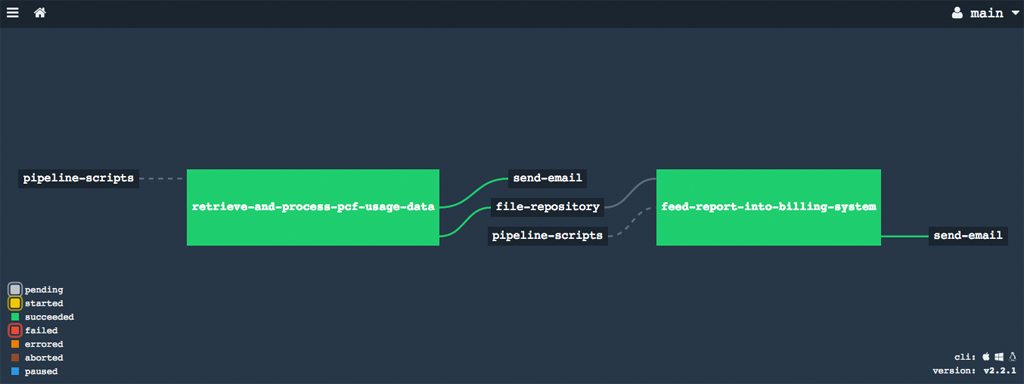 main
pipeline-scripts
retrieve-and-process-pcf-usage-data
send-email
file-repository
pipeline-scripts
feed-report-into-billing-system
send-email
pending
started
succeeded
failed
errored
aborted
paused
cli:
version: v2.2.1